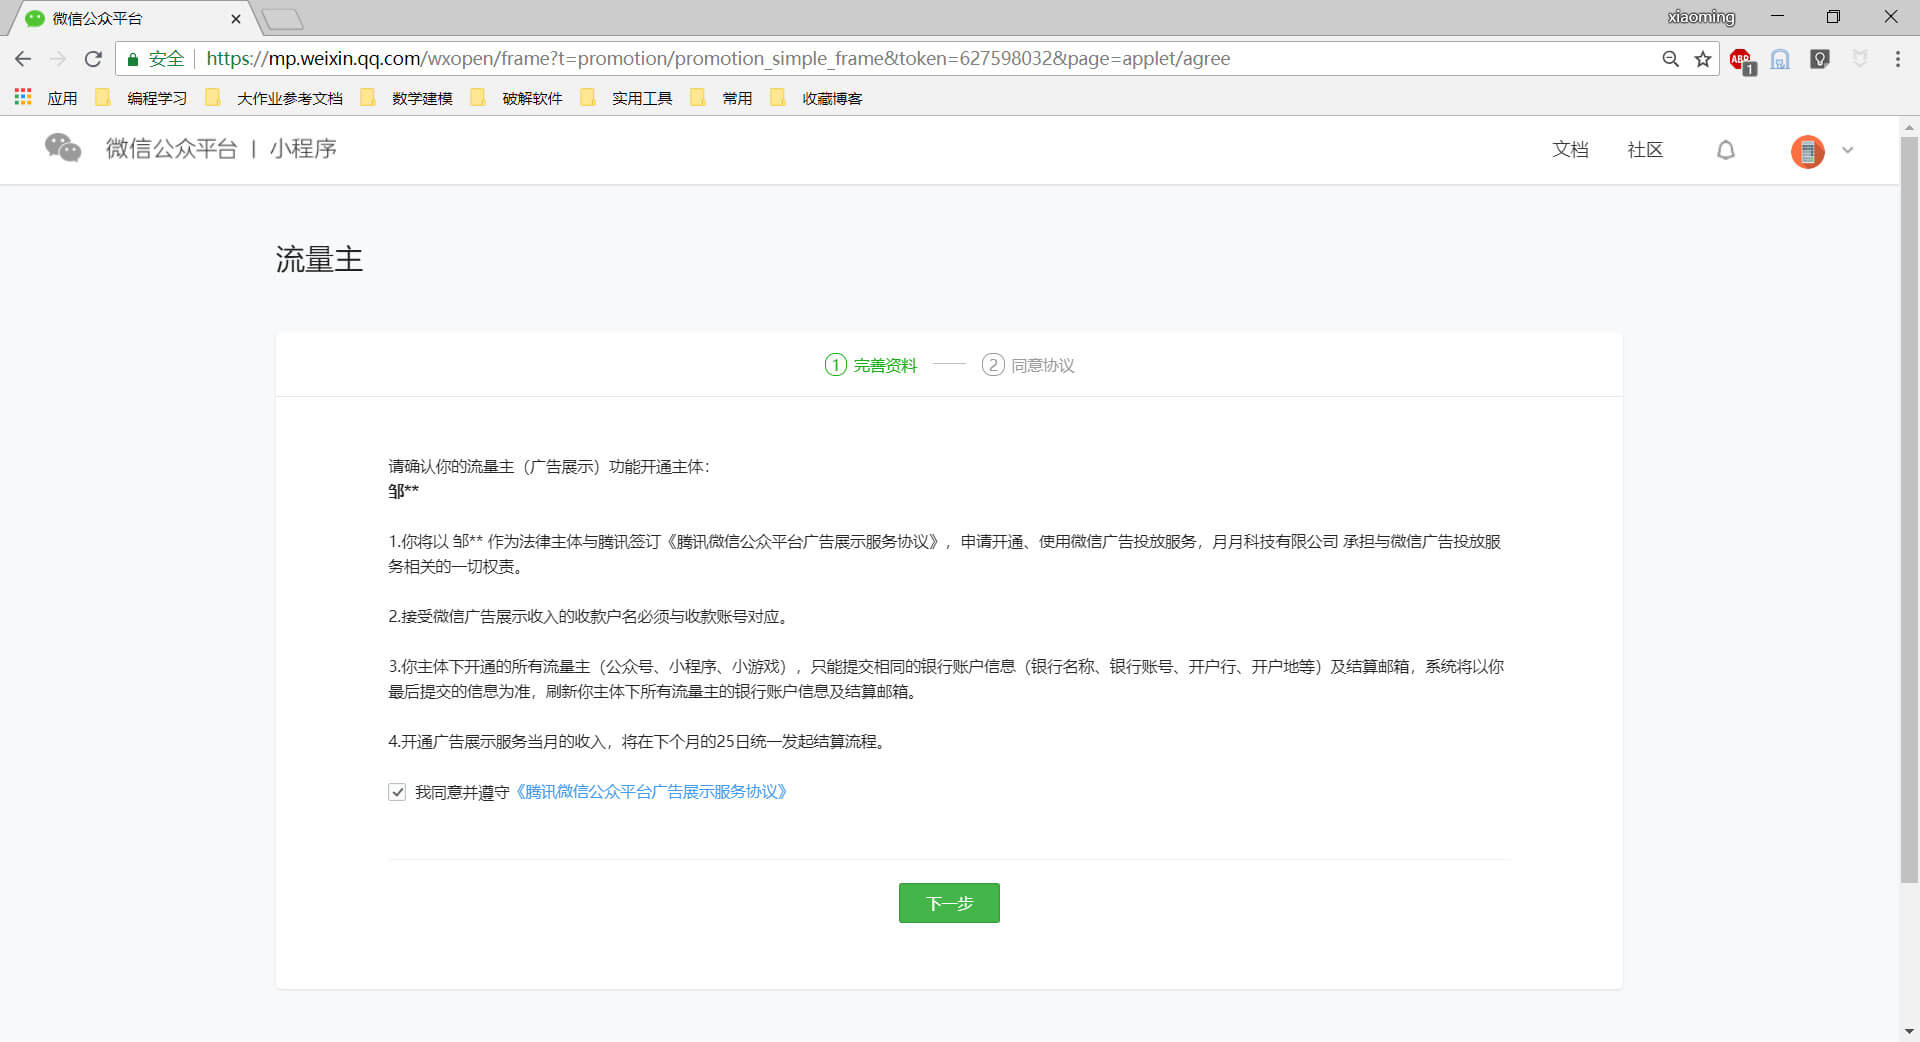 微信公众平台
xiaoming
安全
https://mp.weixin.qq.com/wxopen/frame?t=promotion/promotion_simple_frame&token=627598032&page=applet/agree
ABP
1
应用
编程学习
大作业参考文档
数学建模
破解软件
实用工具
常用
收藏博客
微信公众平台 | 小程序
文档
社区
流量主
1 完善资料
2 同意协议
请确认你的流量主（广告展示）功能开通主体：
邹**
1.你将以 邹** 作为法律主体与腾讯签订《腾讯微信公众平台广告展示服务协议》，申请开通、使用微信广告投放服务，月月科技有限公司 承担与微信广告投放服
务相关的一切权责。
2.接受微信广告展示收入的收款户名必须与收款账号对应。
3.你主体下开通的所有流量主（公众号、小程序、小游戏），只能提交相同的银行账户信息（银行名称、银行账号、开户行、开户地等）及结算邮箱，系统将以你
最后提交的信息为准，刷新你主体下所有流量主的银行账户信息及结算邮箱。
4.开通广告展示服务当月的收入，将在下个月的25日统一发起结算流程。
我同意并遵守《腾讯微信公众平台广告展示服务协议》
下一步